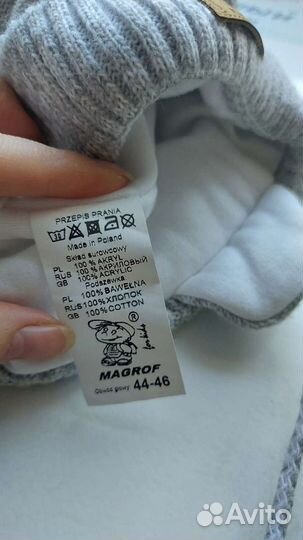 PRZEPIS PRANIA
Made in Poland
Skład surowcowy
PL 100% AKRYL
RUS 100% АКРИЛОВЫЙ
GB 100% ACRYLIC
Podszewka
PL 100% BAWEŁNA
RUS 100% ХЛОПОК
GB 100% COTTON
®
for kids
MAGROF
Obwód głowy 44-46
Avito